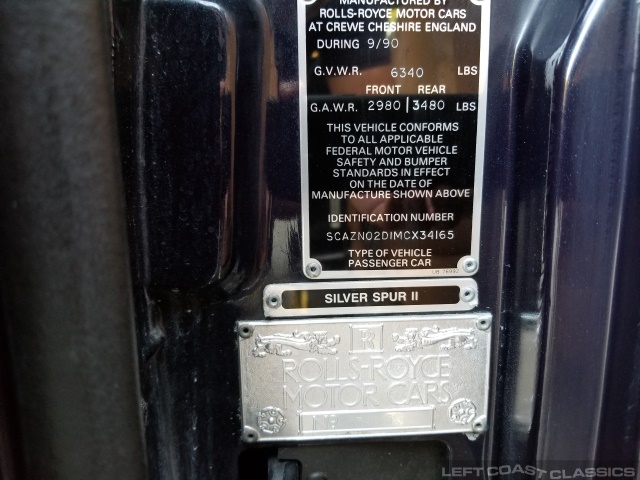 MANUFACTURED BY
ROLLS-ROYCE MOTOR CARS
AT CREWE CHESHIRE ENGLAND
DURING 9/90
G.V.W.R. 6340 LBS
FRONT REAR
G.A.W.R. 2980 3480 LBS
THIS VEHICLE CONFORMS
TO ALL APPLICABLE
FEDERAL MOTOR VEHICLE
SAFETY AND BUMPER
STANDARDS IN EFFECT
ON THE DATE OF
MANUFACTURE SHOWN ABOVE
IDENTIFICATION NUMBER
SCAZN02D1MCX34165
TYPE OF VEHICLE
PASSENGER CAR
SILVER SPUR II
ROLLS-ROYCE
MOTOR CARS
Nº
LEFT COAST CLASSICS